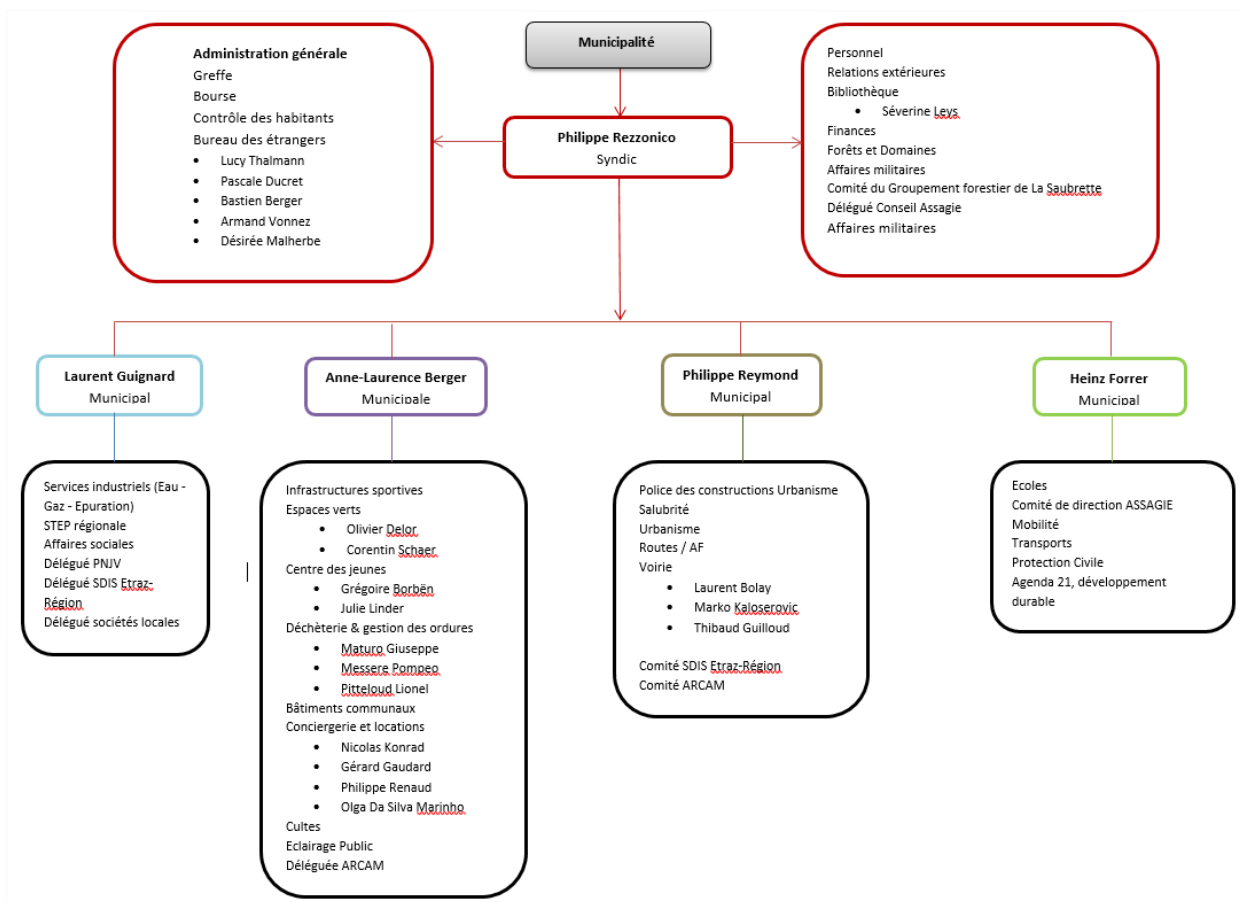 Municipalité
Philippe Rezzonico
Syndic
Administration générale
Greffe
Bourse
Contrôle des habitants
Bureau des étrangers
• Lucy Thalmann
• Pascale Ducret
• Bastien Berger
• Armand Vonnez
• Désirée Malherbe
Personnel
Relations extérieures
Bibliothèque
• Séverine Leys
Finances
Forêts et Domaines
Affaires militaires
Comité du Groupement forestier de La Saubrette
Délégué Conseil Assagie
Affaires militaires
Laurent Guignard
Municipal
Services industriels (Eau -
Gaz - Epuration)
STEP régionale
Affaires sociales
Délégué PNJV
Délégué SDIS Etraz-
Région
Délégué sociétés locales
Anne-Laurence Berger
Municipale
Infrastructures sportives
Espaces verts
• Olivier Delor
• Corentin Schaer
Centre des jeunes
• Grégoire Borbën
• Julie Linder
Déchèterie & gestion des ordures
• Maturo Giuseppe
• Messere Pompeo
• Pitteloud Lionel
Bâtiments communaux
Conciergerie et locations
• Nicolas Konrad
• Gérard Gaudard
• Philippe Renaud
• Olga Da Silva Marinho
Cultes
Eclairage Public
Déléguée ARCAM
Philippe Reymond
Municipal
Police des constructions Urbanisme
Salubrité
Urbanisme
Routes / AF
Voirie
• Laurent Bolay
• Marko Kaloserovic
• Thibaud Guilloud
Comité SDIS Etraz-Région
Comité ARCAM
Heinz Forrer
Municipal
Ecoles
Comité de direction ASSAGIE
Mobilité
Transports
Protection Civile
Agenda 21, développement
durable